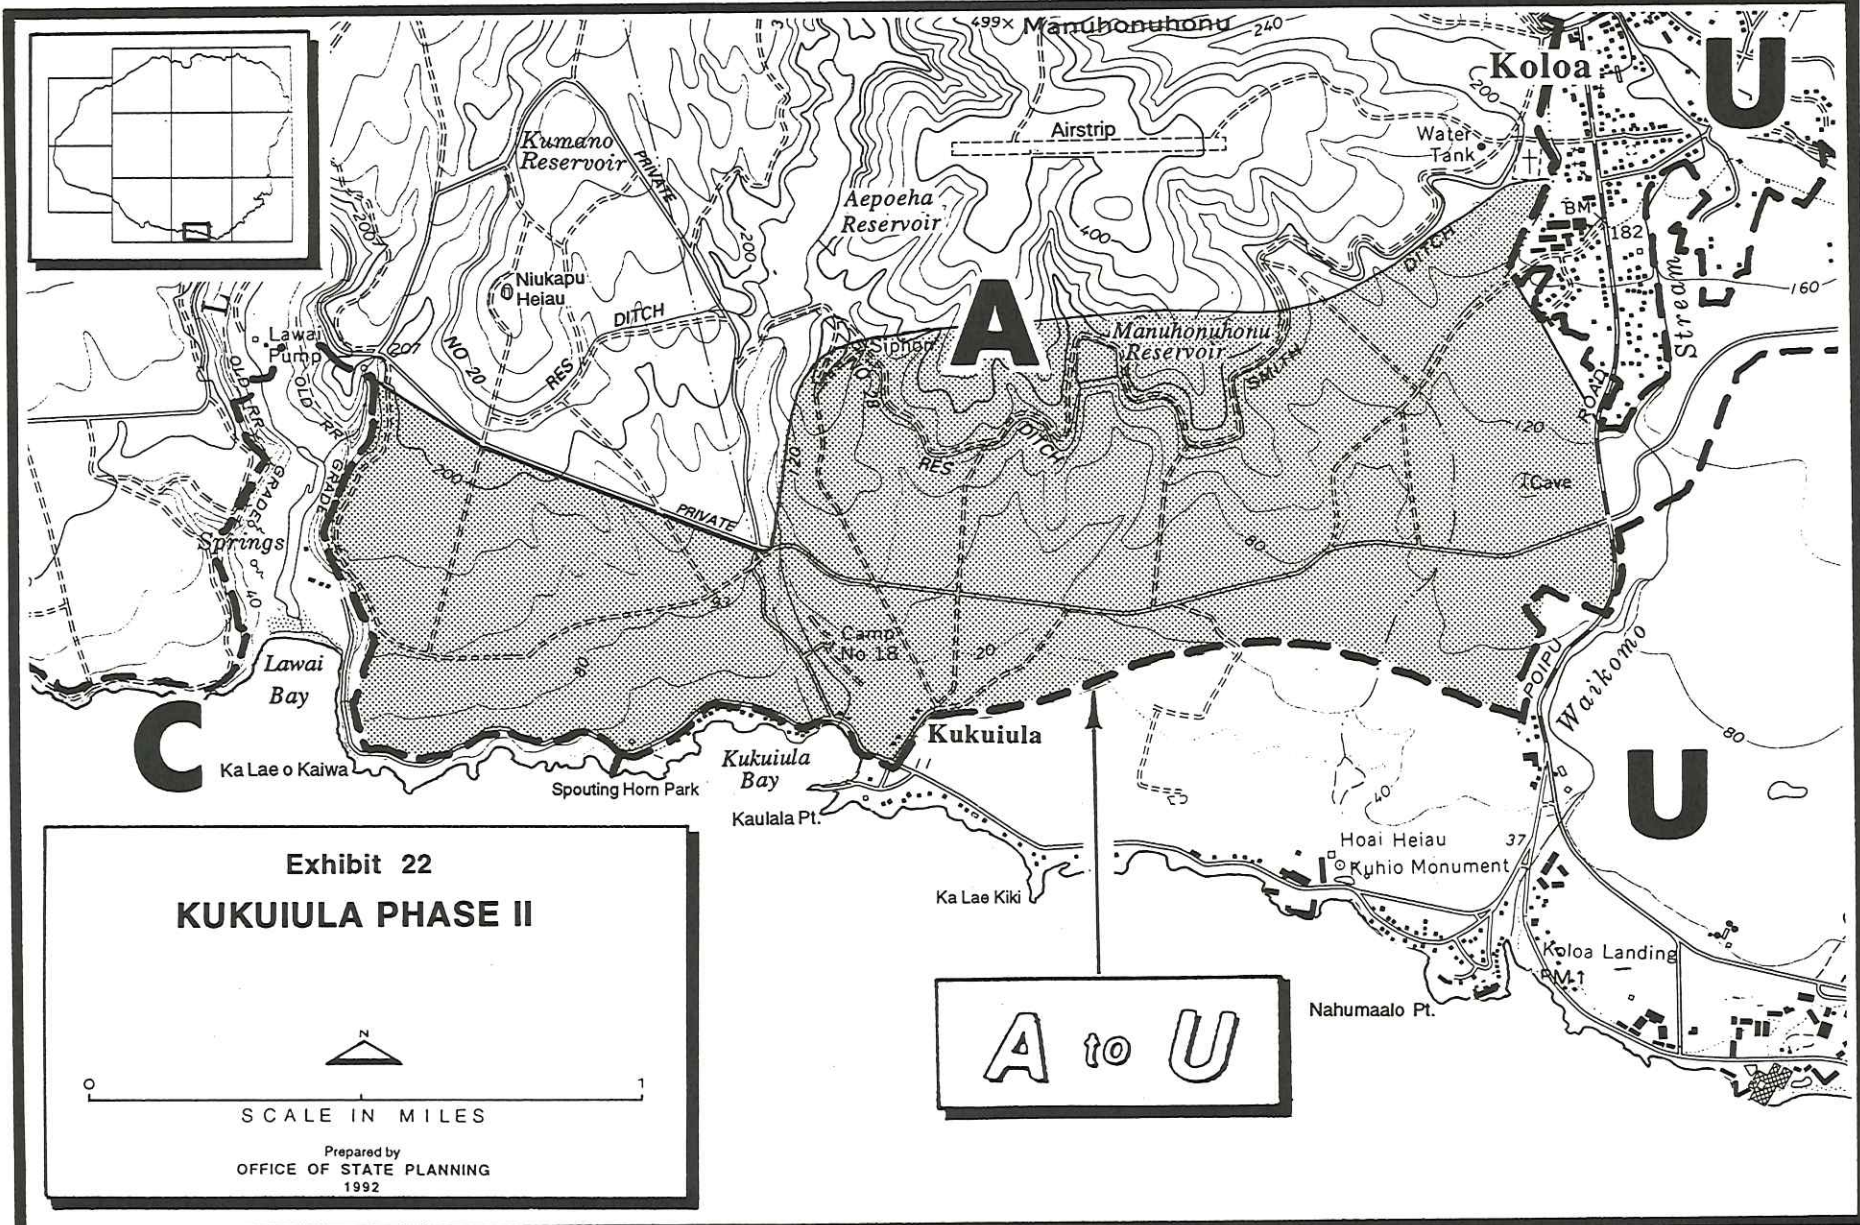 499× Manuhonuhonu 240
Koloa
U
200
Kumano
Reservoir
PRIVATE
Airstrip
Water
Tank
Aepoeha
Reservoir
BM
182
200
200
400
DITCH
Niukapu
Heiau
160
Stream
A
DITCH
Lawai
Pump
207
NO 20
RES
Siphon
Manuhonuhonu
Reservoir
SMITH
OLD RR GRADE
OLD RR GRADE
NO 2B
ROAD
120
200
120
RES
DITCH
Cave
PRIVATE
Springs
80
40
93
Camp
No 18
20
POIPU
Waikomo
Lawai
Bay
80
C
Kukuiula
80
Ka Lae o Kaiwa
Kukuiula
Bay
Spouting Horn Park
40
U
Kaulala Pt.
Hoai Heiau
37
Kuhio Monument
Ka Lae Kiki
Koloa Landing
Nahumaalo Pt.
A to U
Exhibit 22
KUKUIULA PHASE II
N
0 1
SCALE IN MILES
Prepared by
OFFICE OF STATE PLANNING
1992